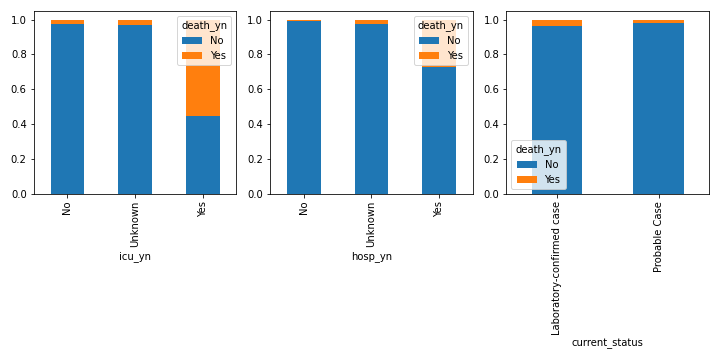 1.0
0.8
0.6
0.4
0.2
0.0
death_yn
No
Yes
No
Unknown
Yes
icu_yn
1.0
0.8
0.6
0.4
0.2
0.0
death_yn
No
Yes
No
Unknown
Yes
hosp_yn
1.0
0.8
0.6
0.4
0.2
0.0
death_yn
No
Yes
Laboratory-confirmed case
Probable Case
current_status